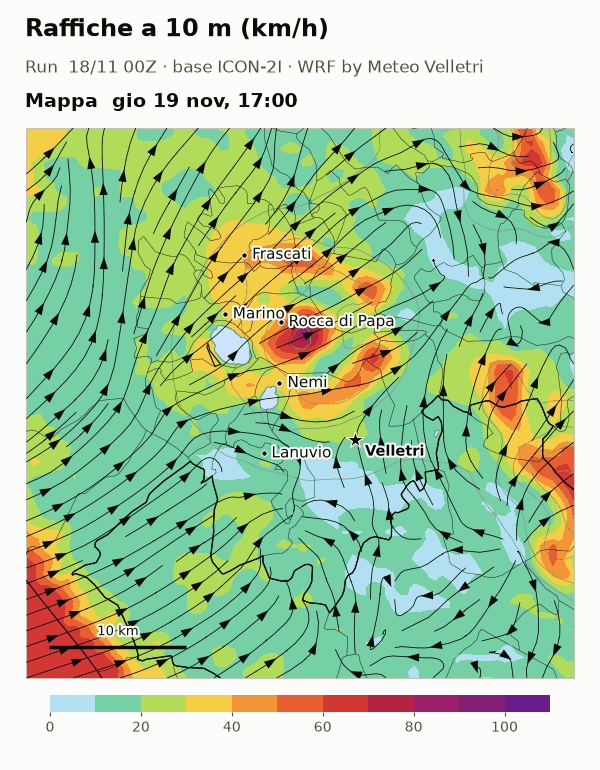 Raffiche a 10 m (km/h)
Run 18/11 00Z · base ICON-2I · WRF by Meteo Velletri
Mappa gio 19 nov, 17:00
Frascati
Marino
Rocca di Papa
Nemi
Velletri
Lanuvio
10 km
0 20 40 60 80 100